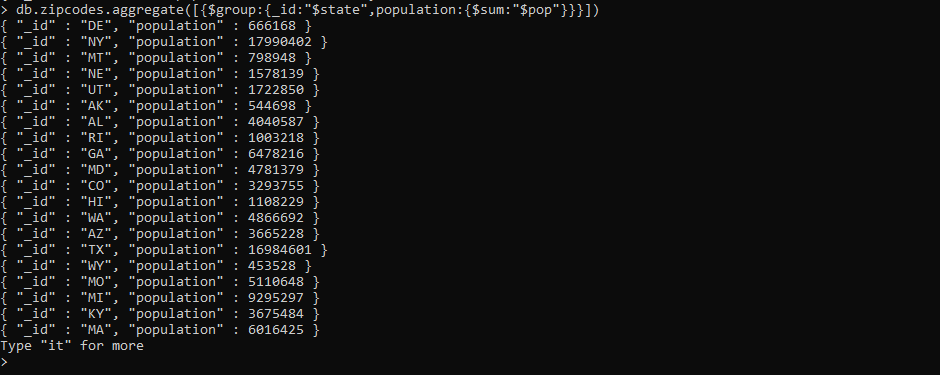 > db.zipcodes.aggregate([{$group:{_id:"$state",population:{$sum:"$pop"}}}])
{ "_id" : "DE", "population" : 666168 }
{ "_id" : "NY", "population" : 17990402 }
{ "_id" : "MT", "population" : 798948 }
{ "_id" : "NE", "population" : 1578139 }
{ "_id" : "UT", "population" : 1722850 }
{ "_id" : "AK", "population" : 544698 }
{ "_id" : "AL", "population" : 4040587 }
{ "_id" : "RI", "population" : 1003218 }
{ "_id" : "GA", "population" : 6478216 }
{ "_id" : "MD", "population" : 4781379 }
{ "_id" : "CO", "population" : 3293755 }
{ "_id" : "HI", "population" : 1108229 }
{ "_id" : "WA", "population" : 4866692 }
{ "_id" : "AZ", "population" : 3665228 }
{ "_id" : "TX", "population" : 16984601 }
{ "_id" : "WY", "population" : 453528 }
{ "_id" : "MO", "population" : 5110648 }
{ "_id" : "MI", "population" : 9295297 }
{ "_id" : "KY", "population" : 3675484 }
{ "_id" : "MA", "population" : 6016425 }
Type "it" for more
>